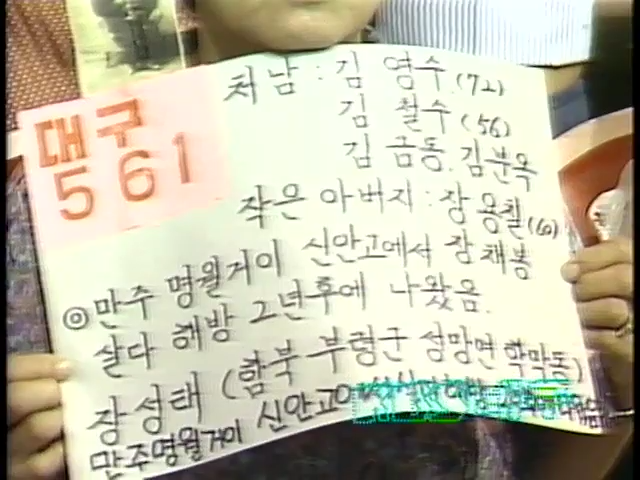 대구
561
처남 : 김 영수 (72)
김 철수 (56)
김 금동. 김분옥
작은 아버지 : 장 용칠 (60)
◎ 만주 명월거이 신안고에서 장채봉
살다 해방 2년후에 나왔음.
장성태 (함북 부령군 성망면 학막동)
만주명월거이 신안고